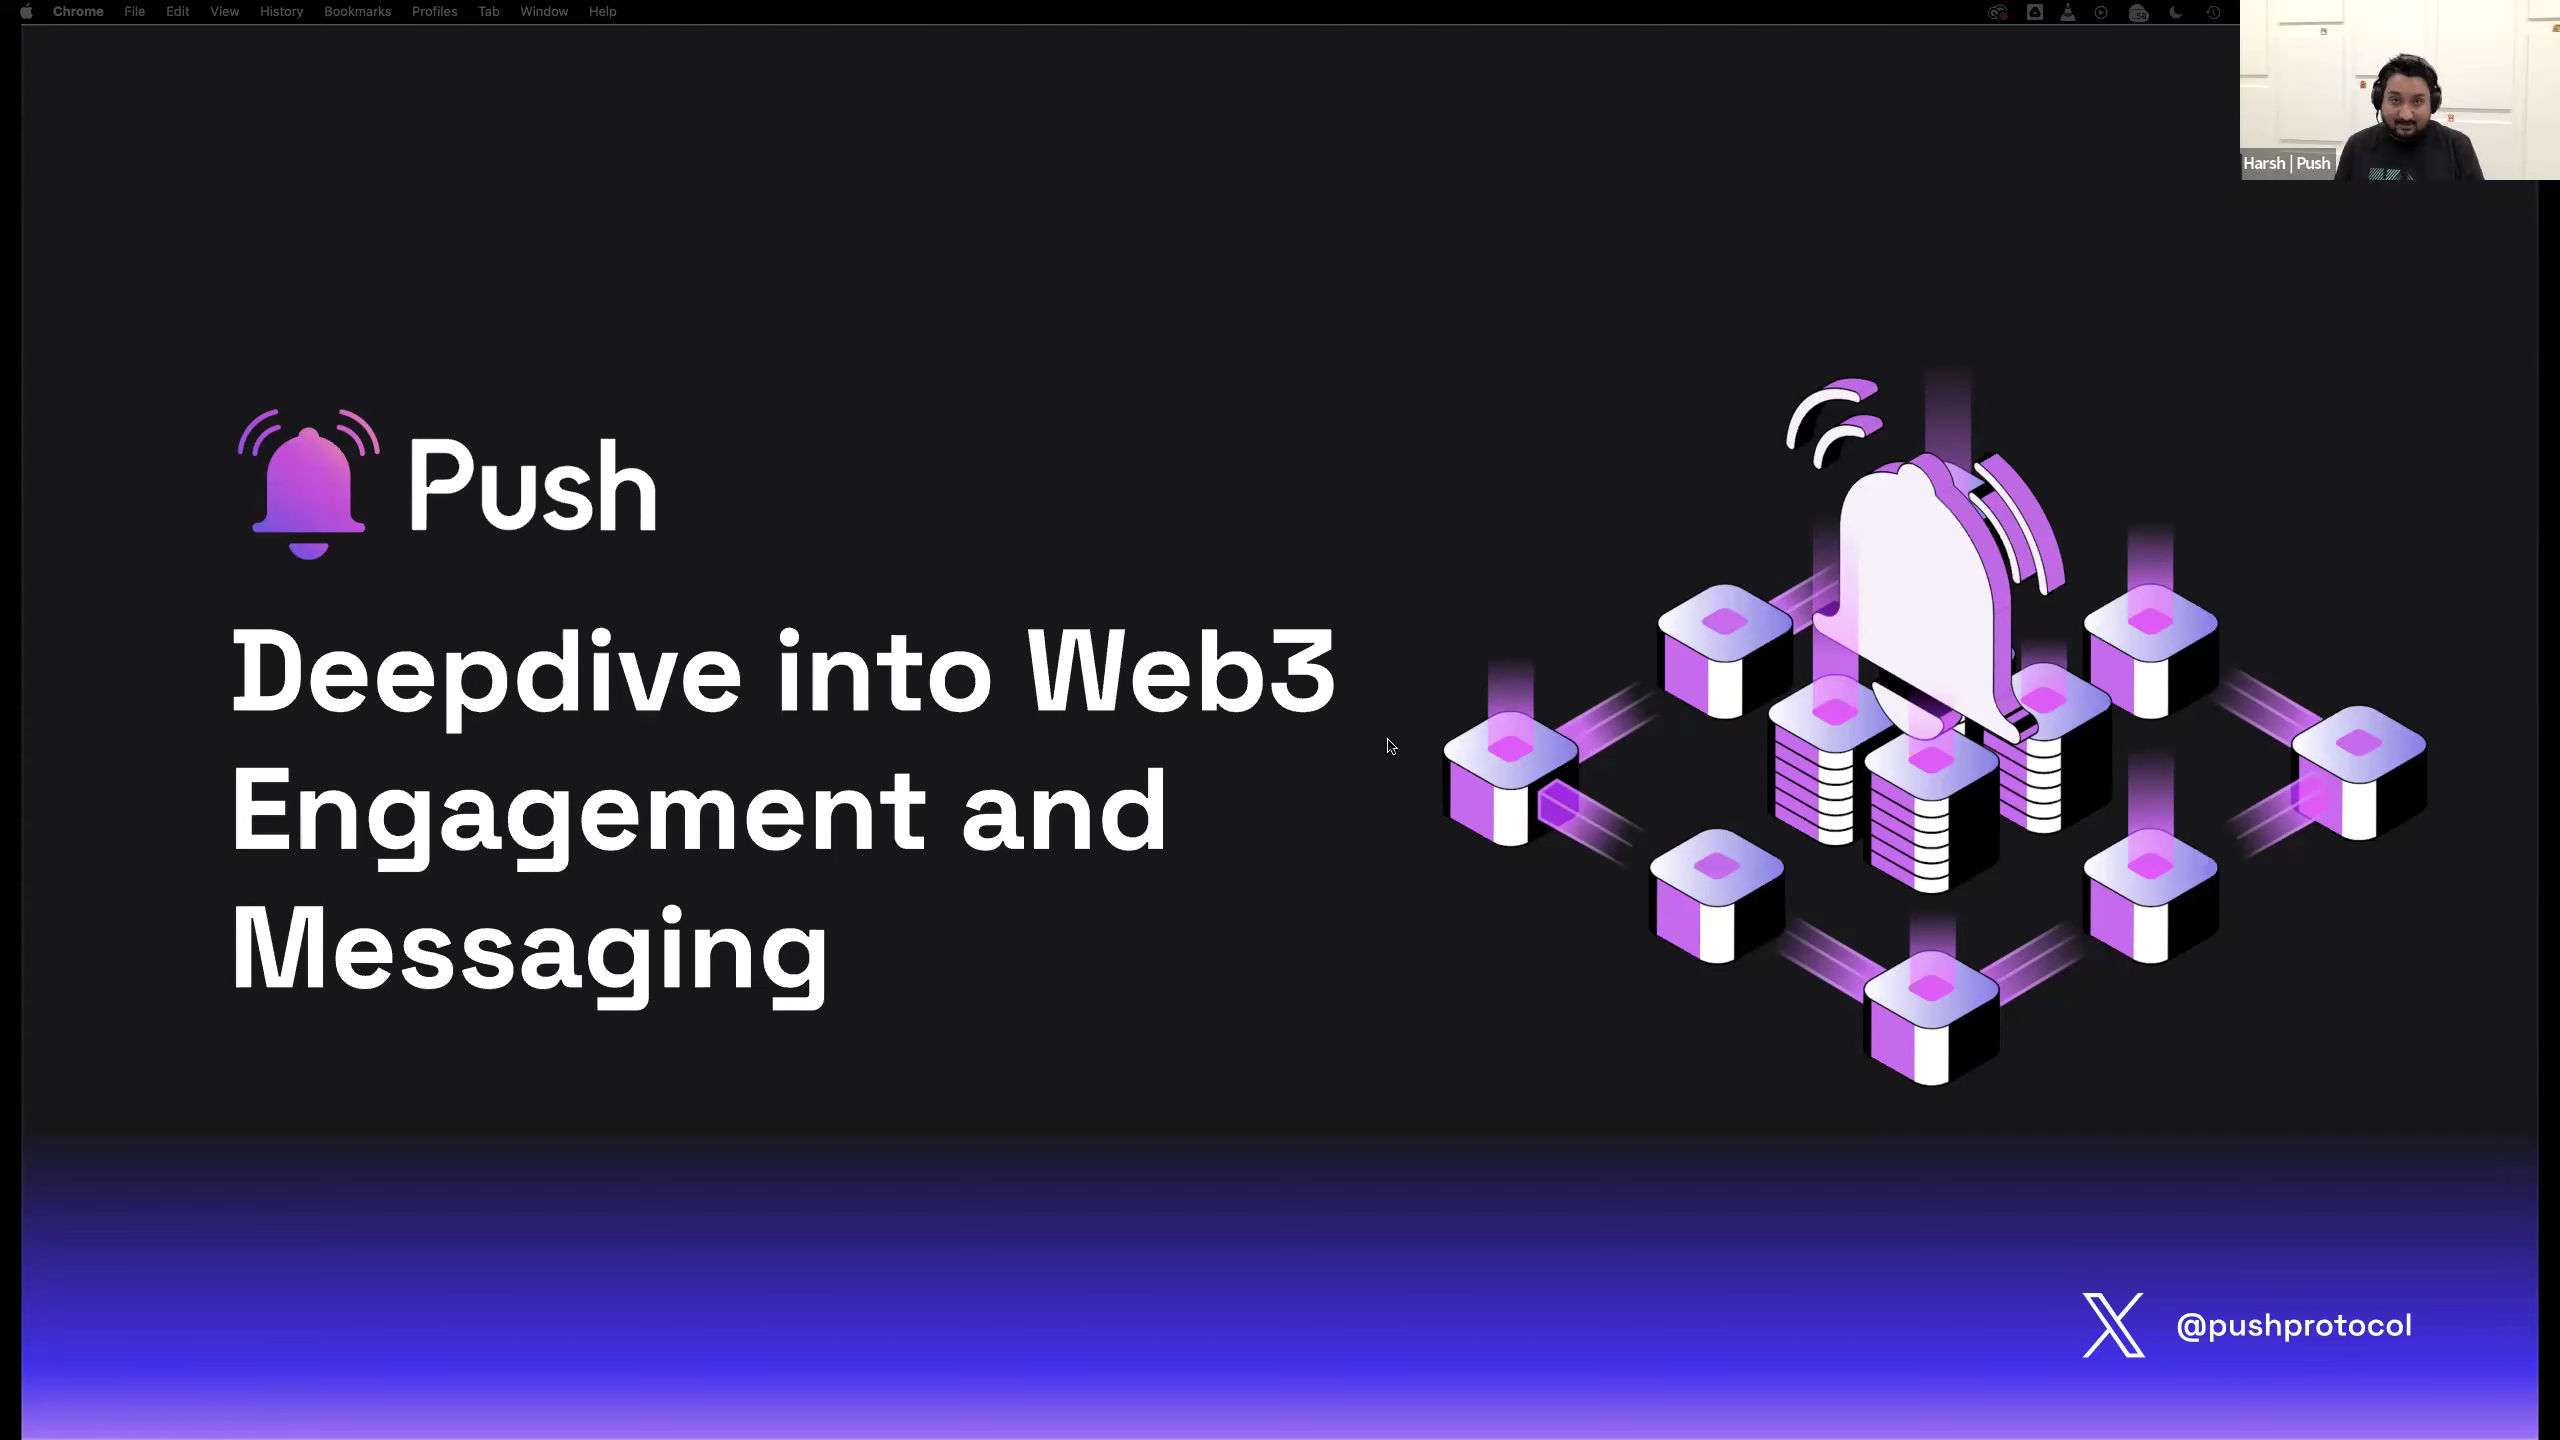 Chrome File Edit View History Bookmarks Profiles Tab Window Help
Harsh | Push
Push
Deepdive into Web3
Engagement and
Messaging
@pushprotocol